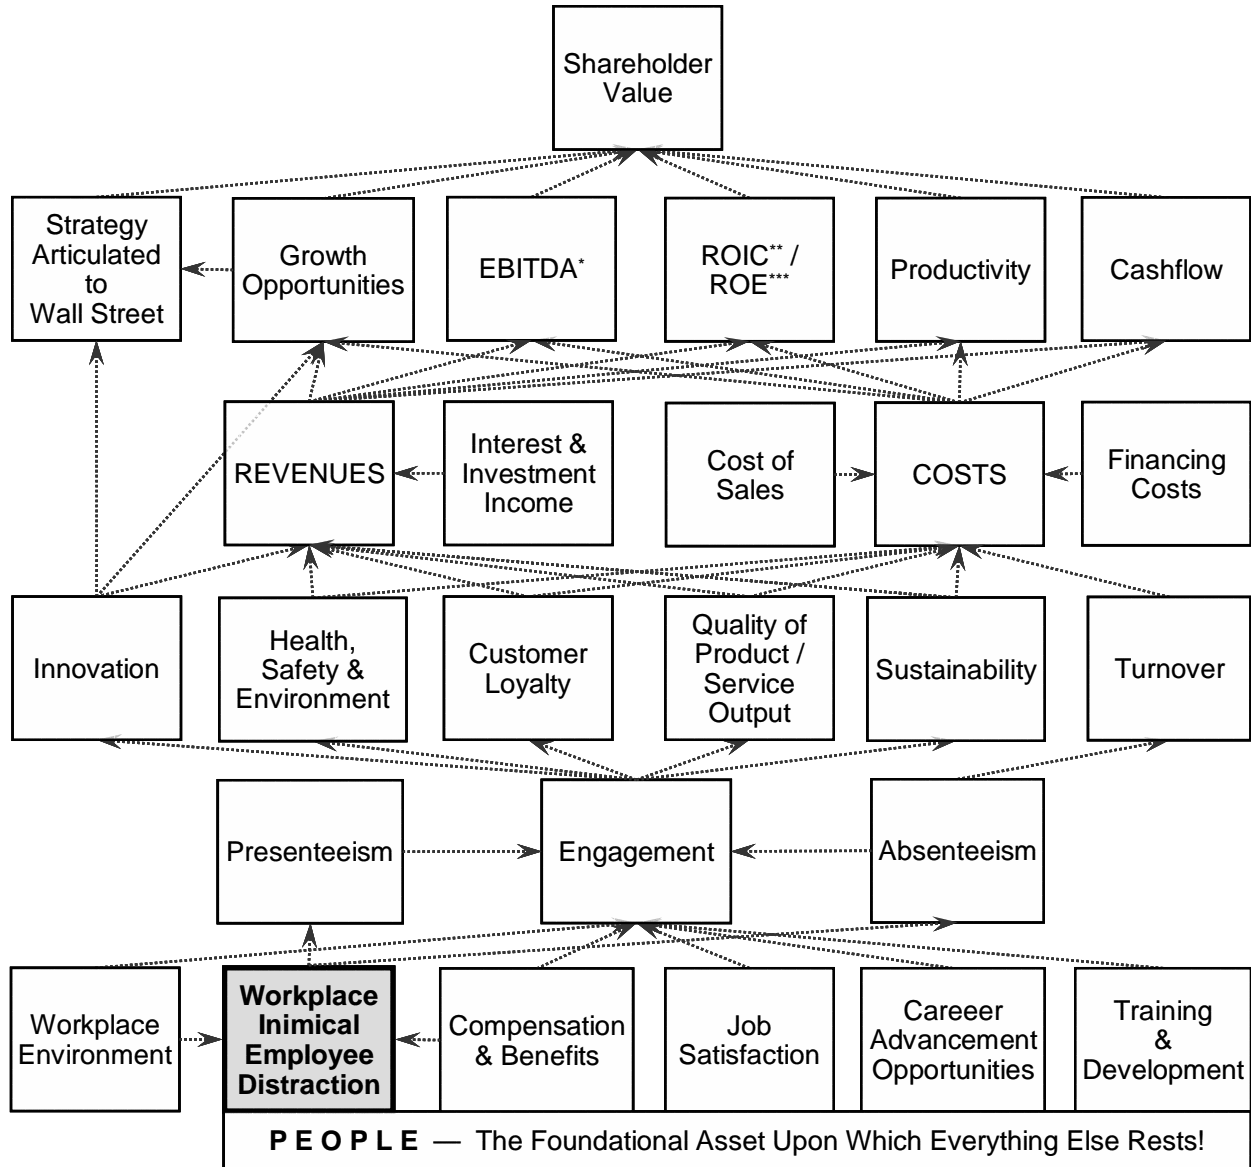 Shareholder
Value
Strategy
Articulated
to
Wall Street
Growth
Opportunities
EBITDA*
ROIC** /
ROE***
Productivity
Cashflow
REVENUES
Interest &
Investment
Income
Cost of
Sales
COSTS
Financing
Costs
Innovation
Health,
Safety &
Environment
Customer
Loyalty
Quality of
Product /
Service
Output
Sustainability
Turnover
Presenteeism
Engagement
Absenteeism
Workplace
Environment
Workplace
Inimical
Employee
Distraction
Compensation
& Benefits
Job
Satisfaction
Careeer
Advancement
Opportunities
Training
&
Development
P E O P L E — The Foundational Asset Upon Which Everything Else Rests!